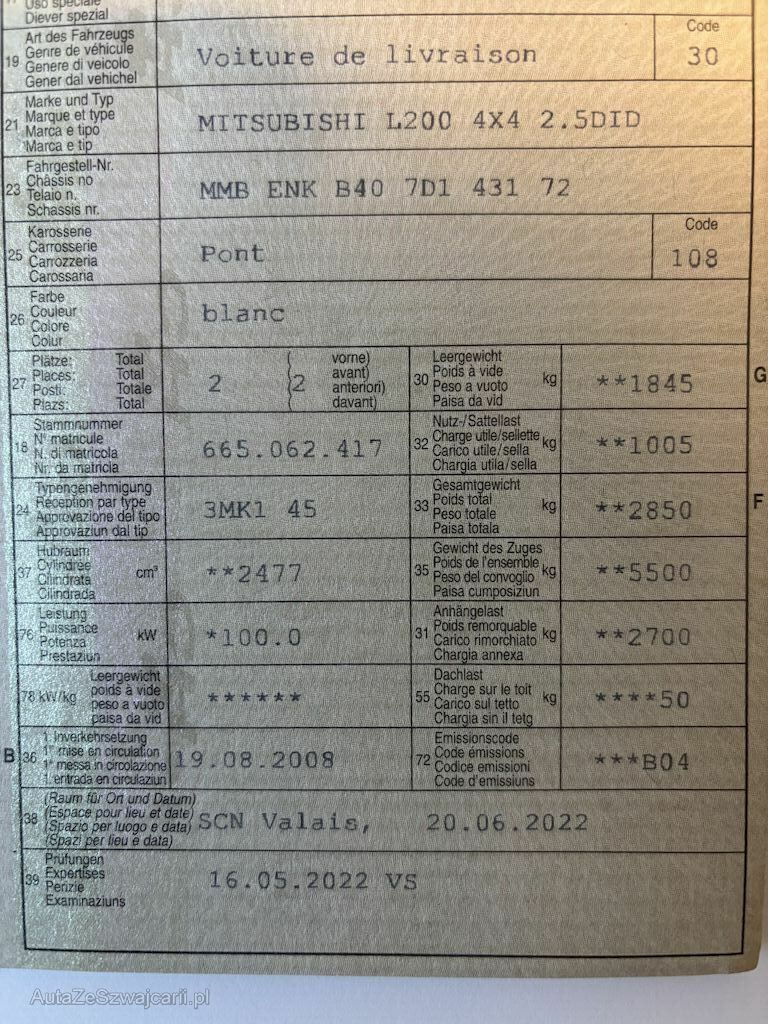 Uso speciale
Diever spezial
19 Art des Fahrzeugs
Genre de véhicule
Genere di veicolo
Gener dal vehichel
Voiture de livraison
Code
30
21 Marke und Typ
Marque et type
Marca e tipo
Marca e tip
MITSUBISHI L200 4X4 2.5DID
23 Fahrgestell-Nr.
Châssis no
Telaio n.
Schassis nr.
MMB ENK B40 7D1 431 72
25 Karosserie
Carrosserie
Carrozzeria
Carossaria
Pont
Code
108
26 Farbe
Couleur
Colore
Colur
blanc
27 Plätze: Total
Places: Total
Posti: Totale
Plazs: Total
2 (2 vorne)
( avant)
( anteriori)
( davant)
30 Leergewicht
Poids à vide
Peso a vuoto
Paisa da vid
kg
**1845
G
18 Stammnummer
N° matricule
N. di matricola
Nr. da matricla
665.062.417
32 Nutz-/Sattellast
Charge utile/sellette
Carico utile/sella
Chargia utila/sella
kg
**1005
24 Typengenehmigung
Réception par type
Approvazione del tipo
Approvaziun dal tip
3MK1 45
33 Gesamtgewicht
Poids total
Peso totale
Paisa totala
kg
**2850
F
37 Hubraum
Cylindrée
Cilindrata
Cilindrada
cm³
**2477
35 Gewicht des Zuges
Poids de l'ensemble
Peso del convoglio
Paisa cumposiziun
kg
**5500
76 Leistung
Puissance
Potenza
Prestaziun
kW
*100.0
31 Anhängelast
Poids remorquable
Carico rimorchiato
Chargia annexa
kg
**2700
78 kW/kg
Leergewicht
poids à vide
peso a vuoto
paisa da vid
******
55 Dachlast
Charge sur le toit
Carico sul tetto
Chargia sin il tetg
kg
****50
B
36 1. Inverkehrsetzung
1re mise en circulation
1a messa in circolazione
1. entrada en circulaziun
19.08.2008
72 Emissionscode
Code émissions
Codice emissioni
Code d'emissiuns
***B04
38 (Raum für Ort und Datum)
(Espace pour lieu et date)
(Spazio per luogo e data)
(Spazi per lieu e data)
SCN Valais, 20.06.2022
39 Prüfungen
Expertises
Perizie
Examinaziuns
16.05.2022 VS
AutaZeSzwajcarii.pl